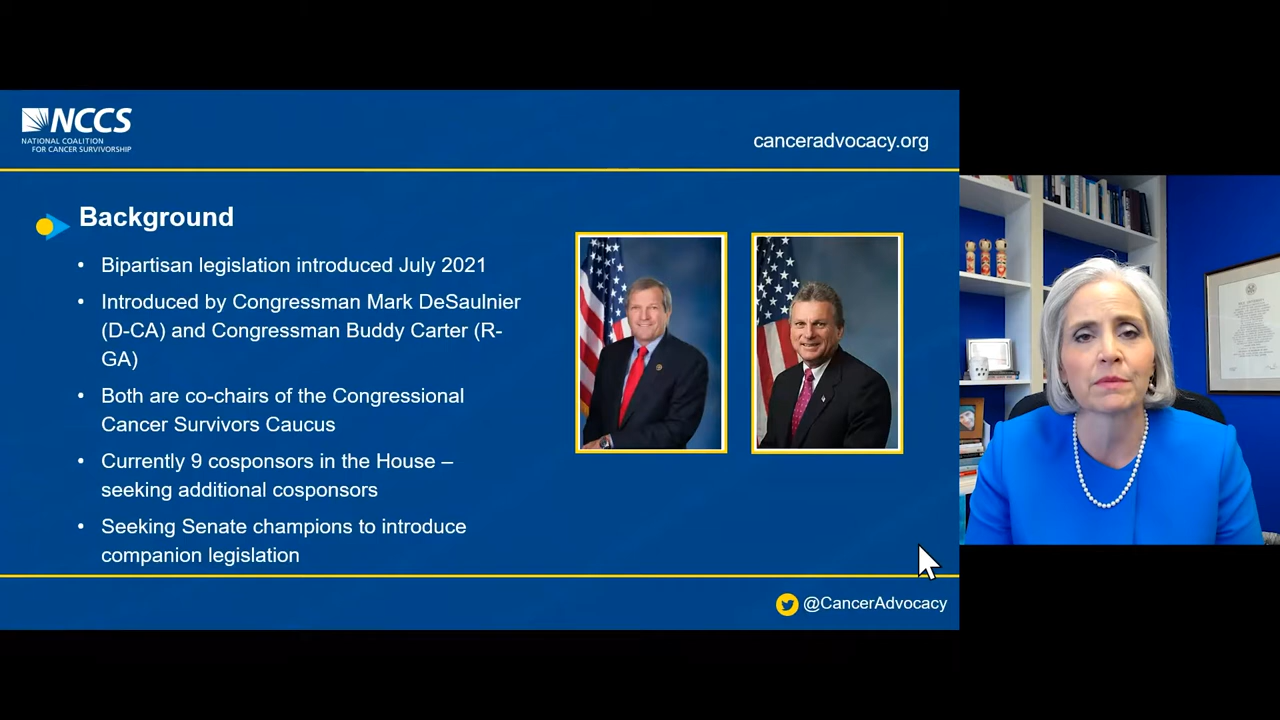 NCCS
NATIONAL COALITION
FOR CANCER SURVIVORSHIP
canceradvocacy.org
Background
• Bipartisan legislation introduced July 2021
• Introduced by Congressman Mark DeSaulnier
(D-CA) and Congressman Buddy Carter (R-
GA)
• Both are co-chairs of the Congressional
Cancer Survivors Caucus
• Currently 9 cosponsors in the House –
seeking additional cosponsors
• Seeking Senate champions to introduce
companion legislation
@CancerAdvocacy